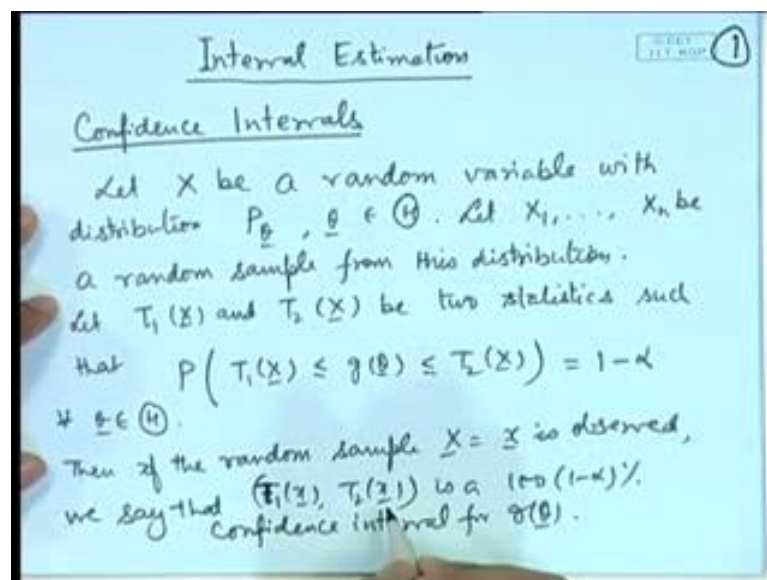 Interval Estimation
1
Confidence Intervals
Let X be a random variable with
distribution P_θ, θ ∈ Ⓗ. Let X₁, ...., Xₙ be
a random sample from this distribution.
Let T₁(X) and T₂(X) be two statistics such
that P(T₁(X) ≤ g(θ) ≤ T₂(X)) = 1-α
∀ θ ∈ Ⓗ.
Then if the random sample X = x is observed,
we say that (T₁(x), T₂(x)) is a 100(1-α)%
confidence interval for g(θ).